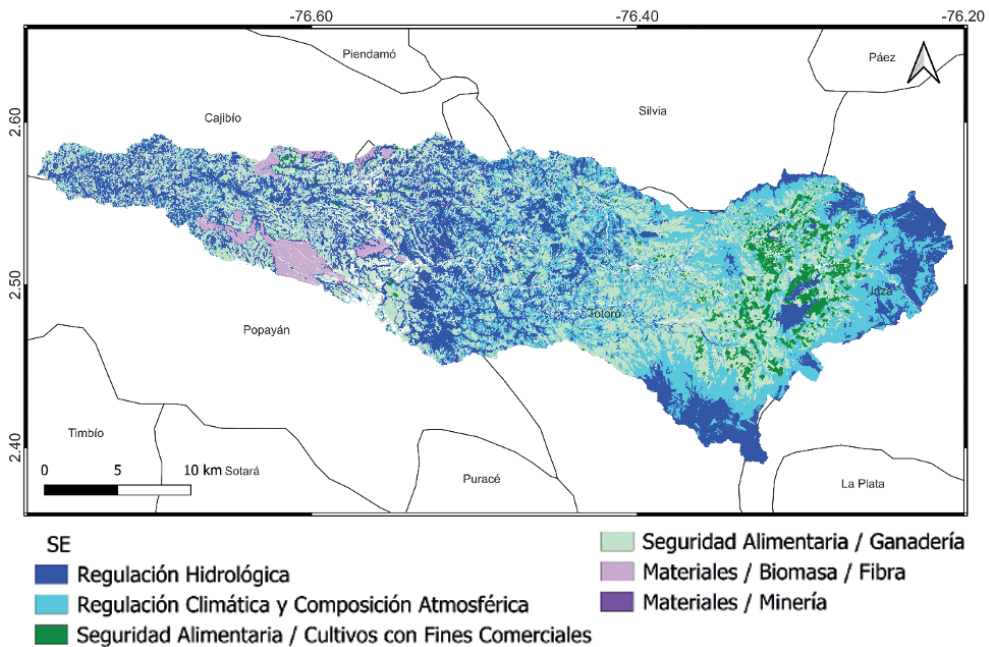 -76.60 -76.40 -76.20
Piendamó
Páez
Cajibío
Silvia
2.60
2.50
Inzá
Totoró
Popayán
Timbío
2.40
0 5 10 km
Sotará
Puracé
La Plata
SE
Regulación Hidrológica
Regulación Climática y Composición Atmosférica
Seguridad Alimentaria / Cultivos con Fines Comerciales
Seguridad Alimentaria / Ganadería
Materiales / Biomasa / Fibra
Materiales / Minería